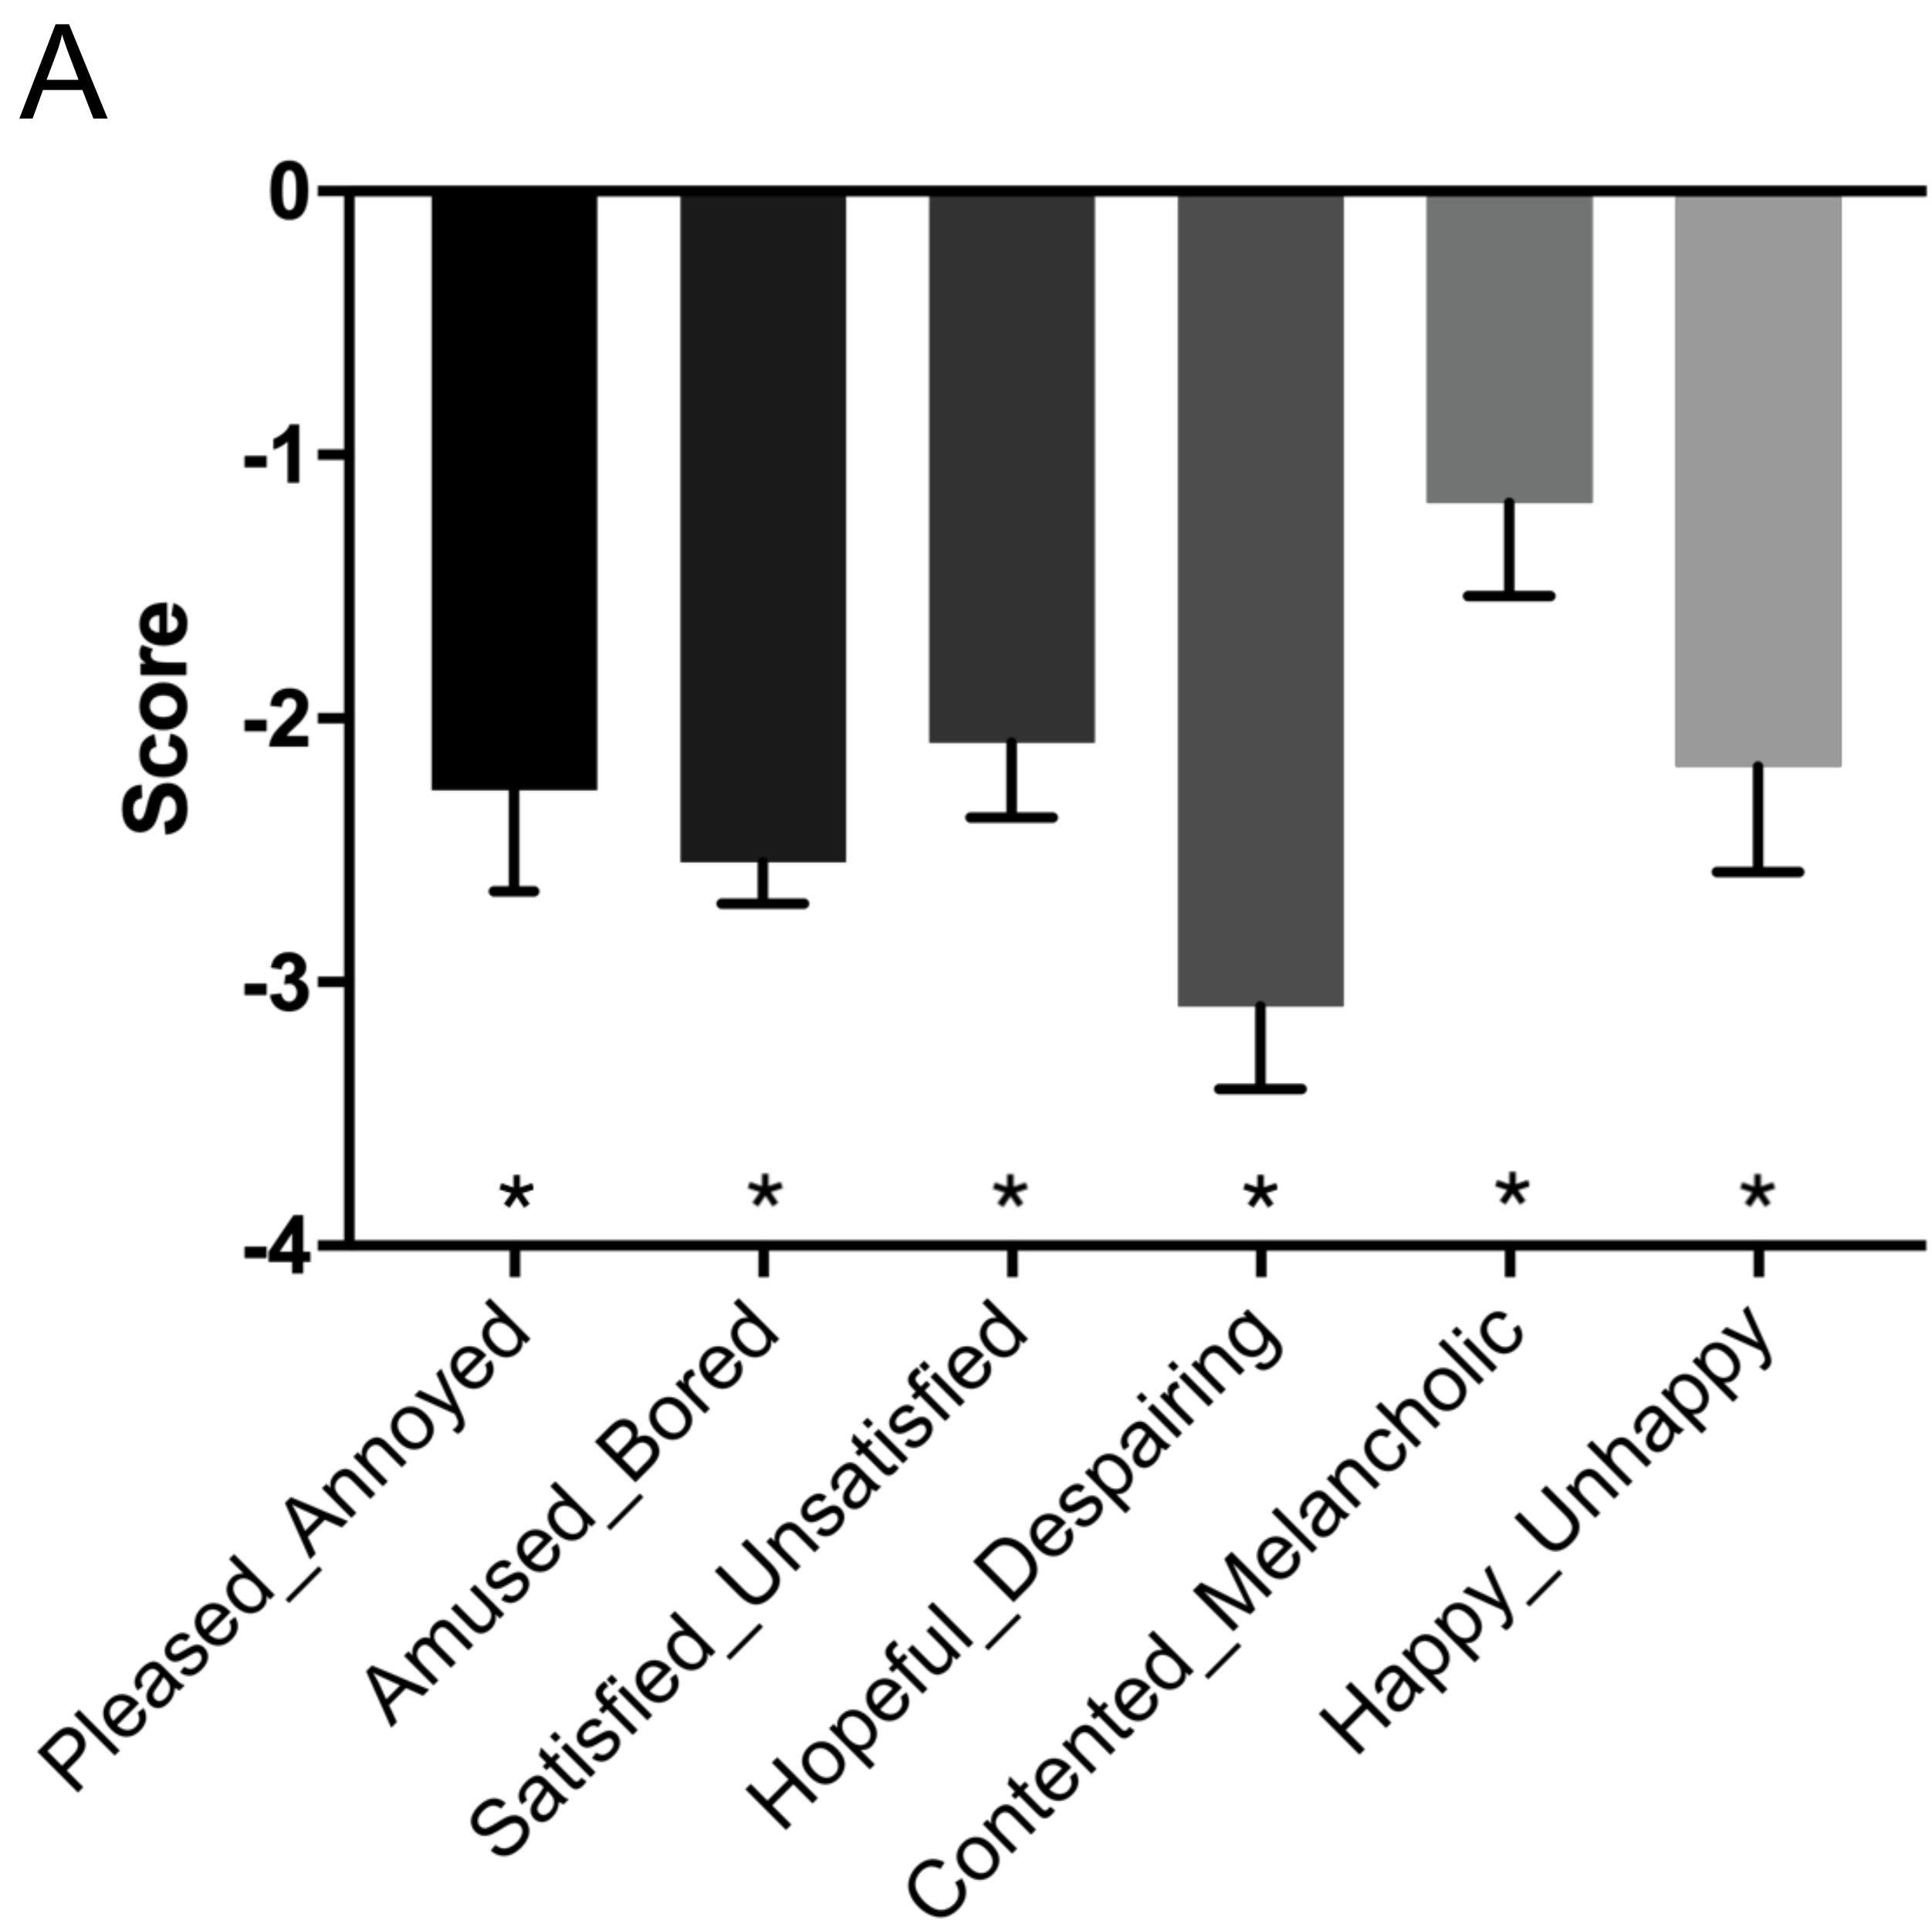 A
0
-1
-2
-3
-4
Score
* * * * * *
Pleased_Annoyed
Amused_Bored
Satisfied_Unsatisfied
Hopeful_Despairing
Contented_Melancholic
Happy_Unhappy